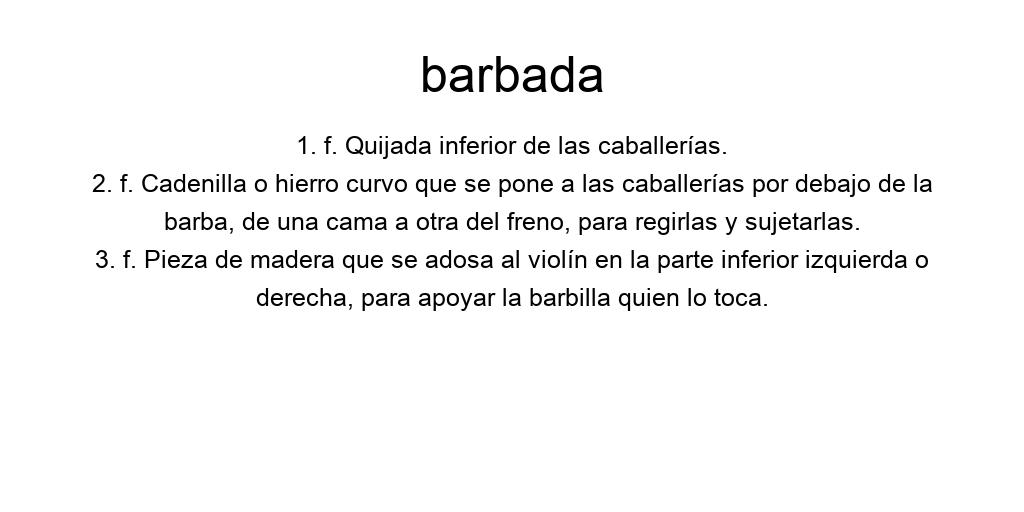 barbada
1. f. Quijada inferior de las caballerías.
2. f. Cadenilla o hierro curvo que se pone a las caballerías por debajo de la
barba, de una cama a otra del freno, para regirlas y sujetarlas.
3. f. Pieza de madera que se adosa al violín en la parte inferior izquierda o
derecha, para apoyar la barbilla quien lo toca.